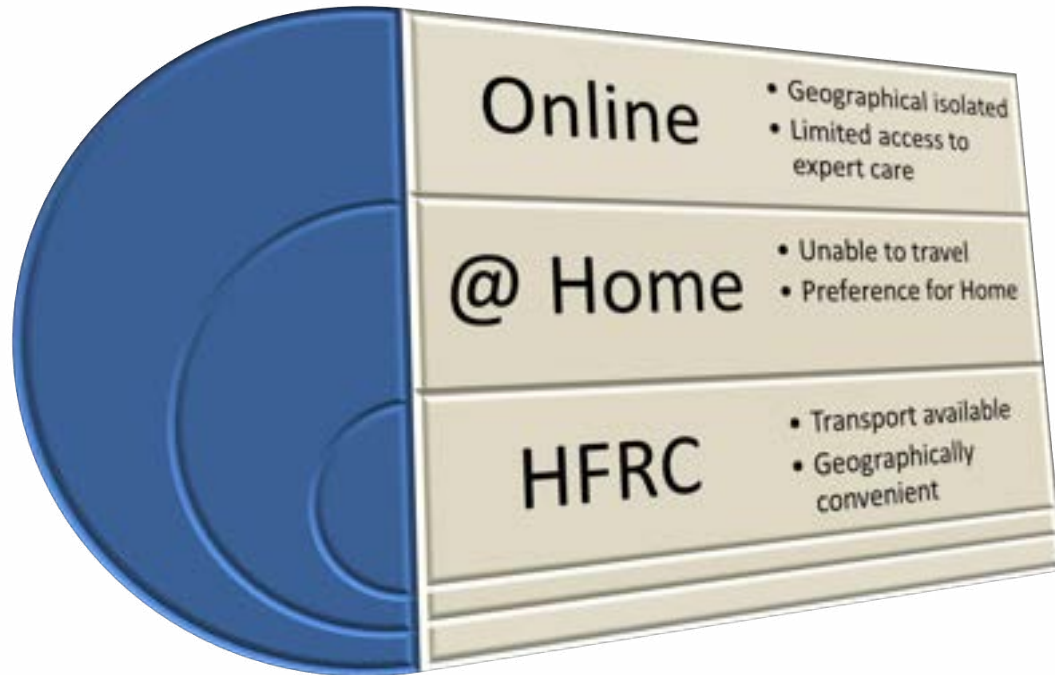 Online
• Geographical isolated
• Limited access to
expert care
@ Home
• Unable to travel
• Preference for Home
HFRC
• Transport available
• Geographically
convenient